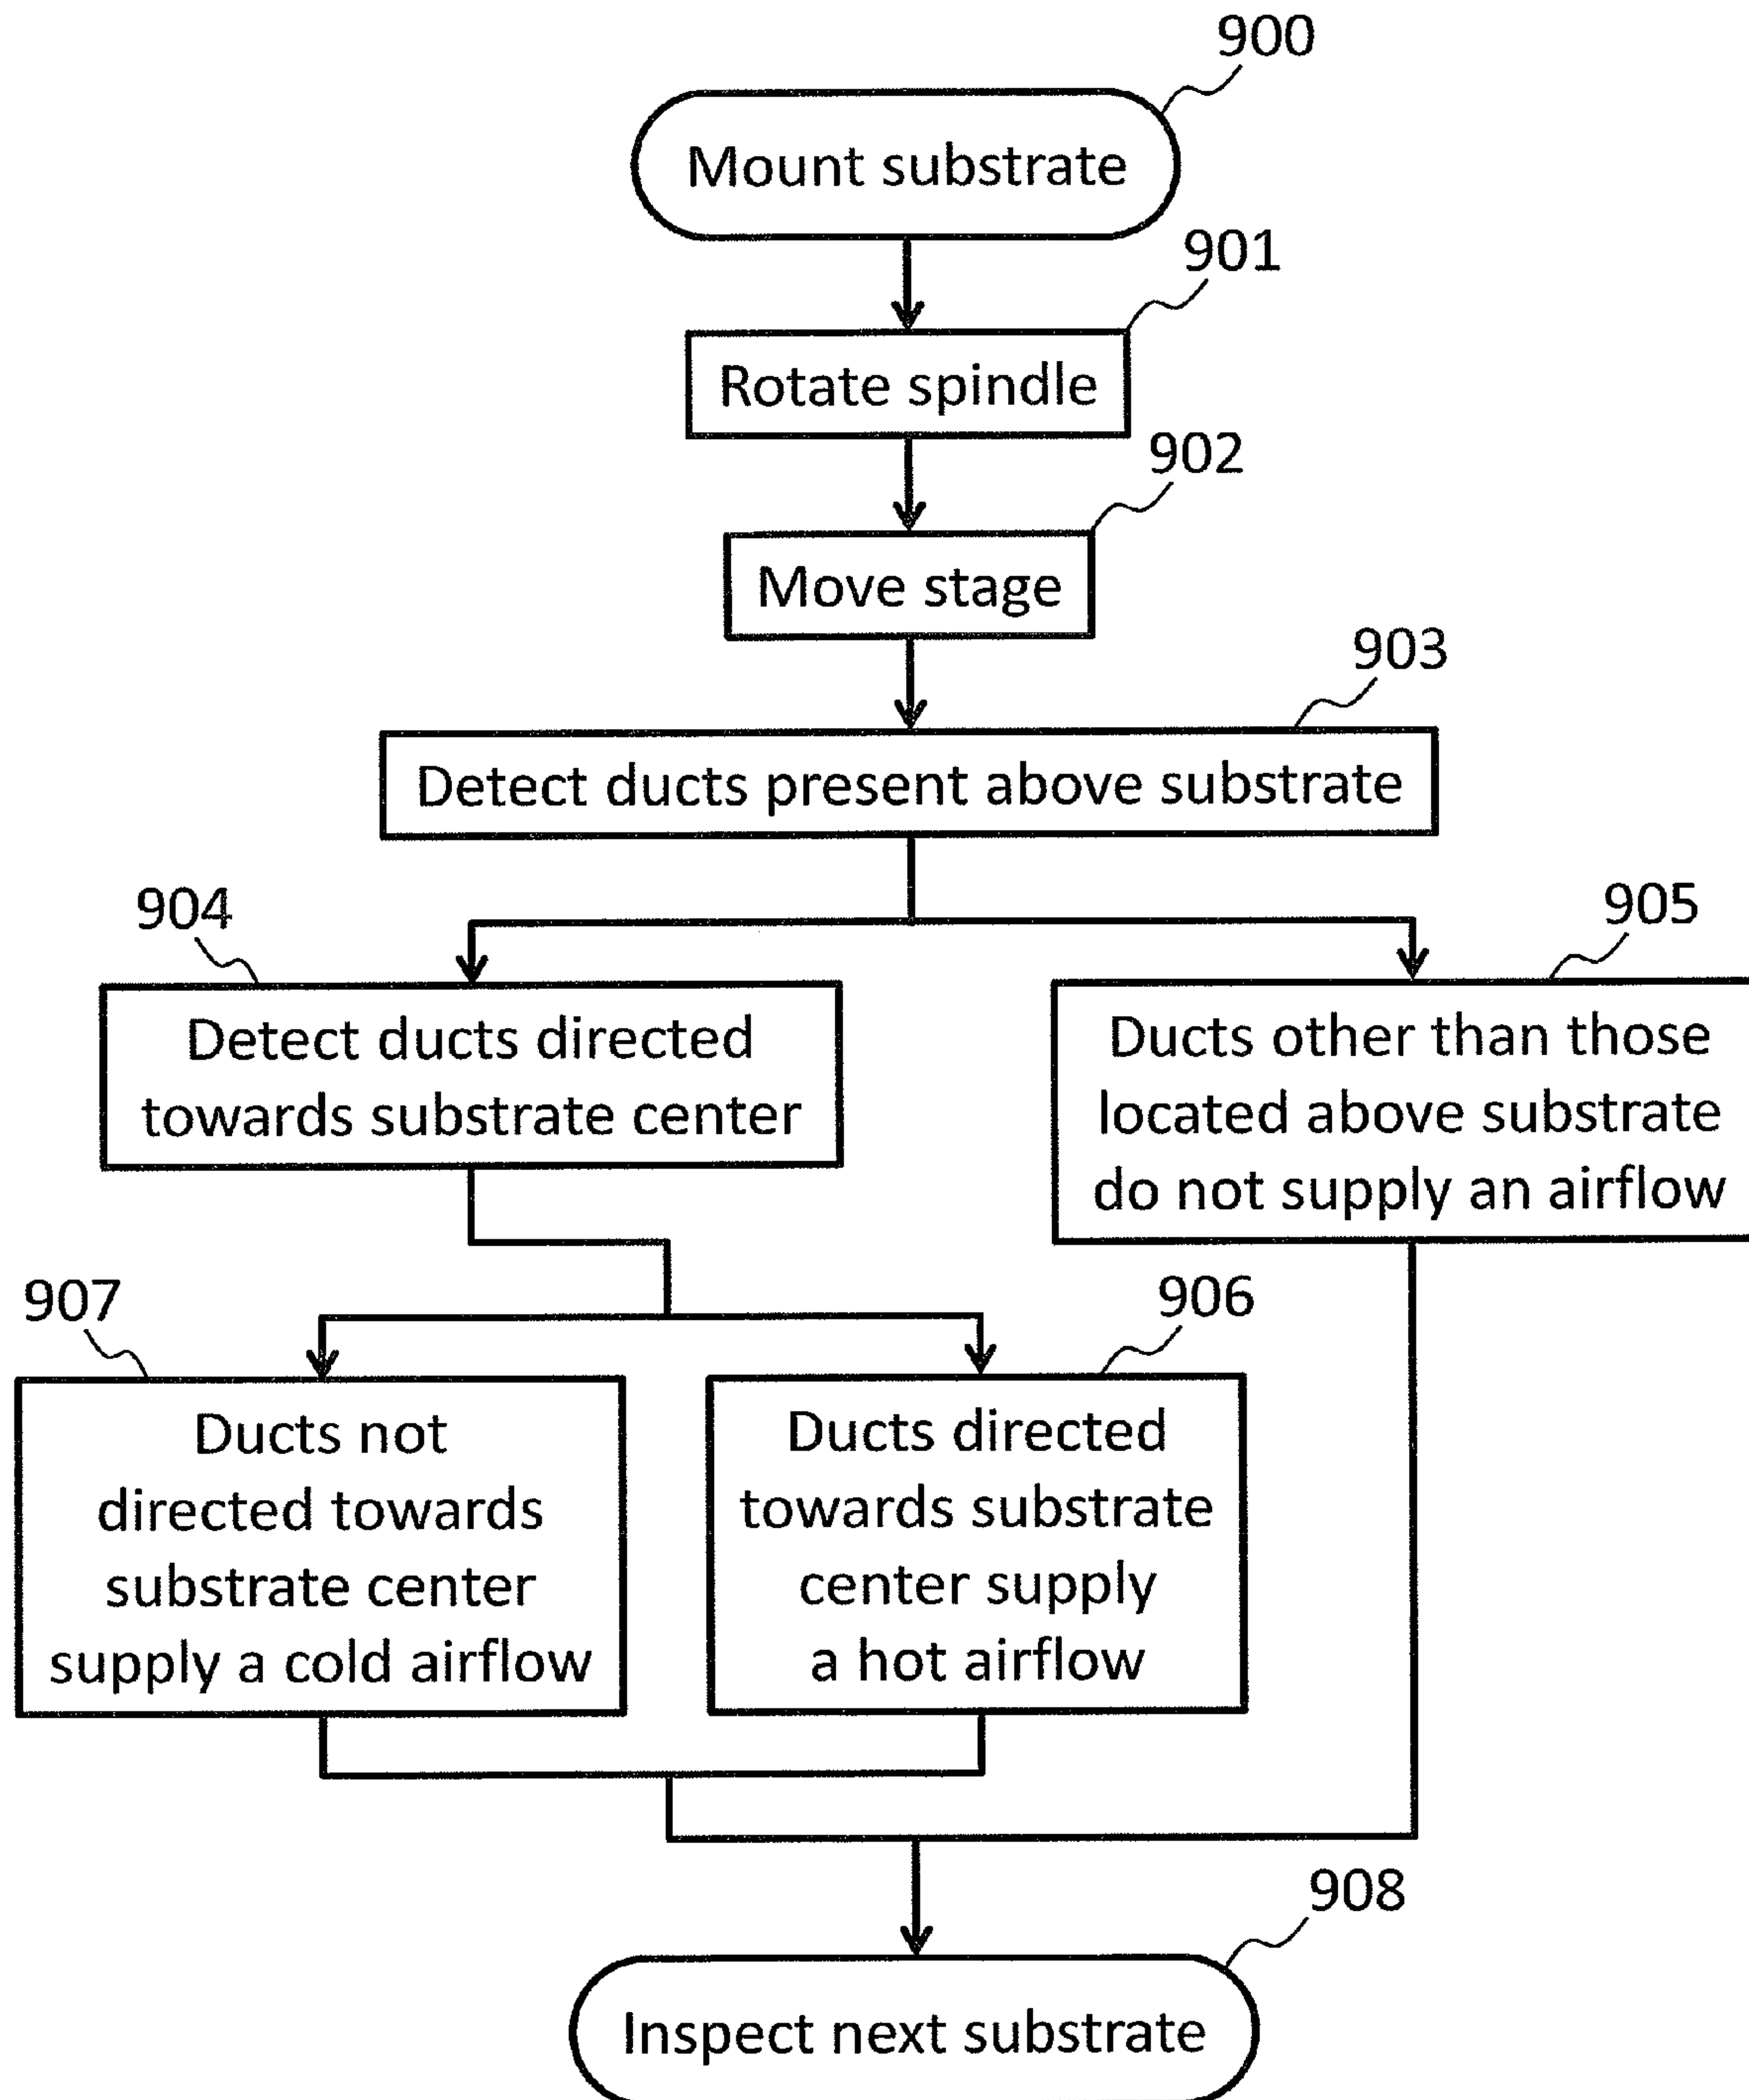 900
Mount substrate
901
Rotate spindle
902
Move stage
903
Detect ducts present above substrate
904
Detect ducts directed
towards substrate center
905
Ducts other than those
located above substrate
do not supply an airflow
907
Ducts not
directed towards
substrate center
supply a cold airflow
906
Ducts directed
towards substrate
center supply
a hot airflow
908
Inspect next substrate